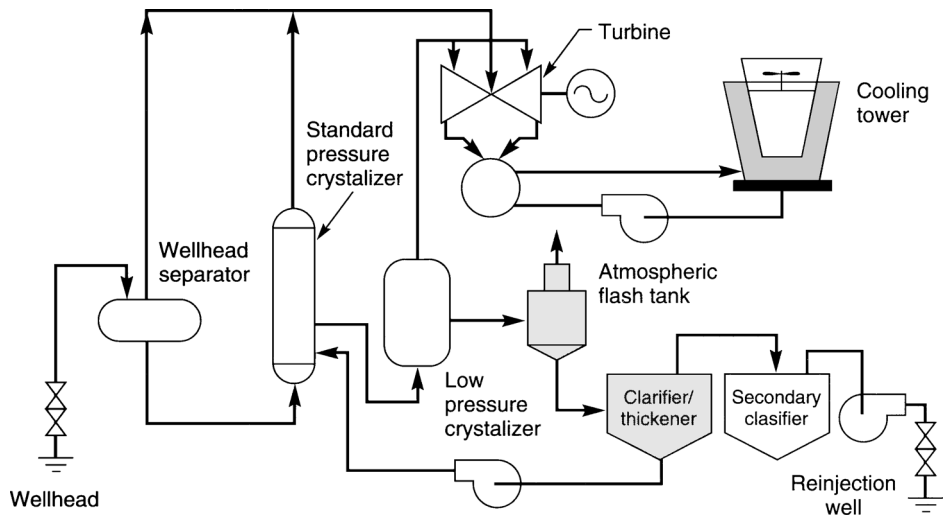 Turbine
Cooling
tower
Standard
pressure
crystalizer
Wellhead
separator
Atmospheric
flash tank
Low
pressure
crystalizer
Clarifier/
thickener
Secondary
clasifier
Wellhead
Reinjection
well